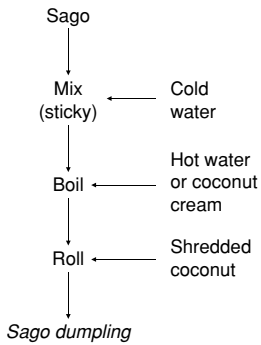 Sago
Mix
(sticky)
Cold
water
Boil
Hot water
or coconut
cream
Roll
Shredded
coconut
Sago dumpling